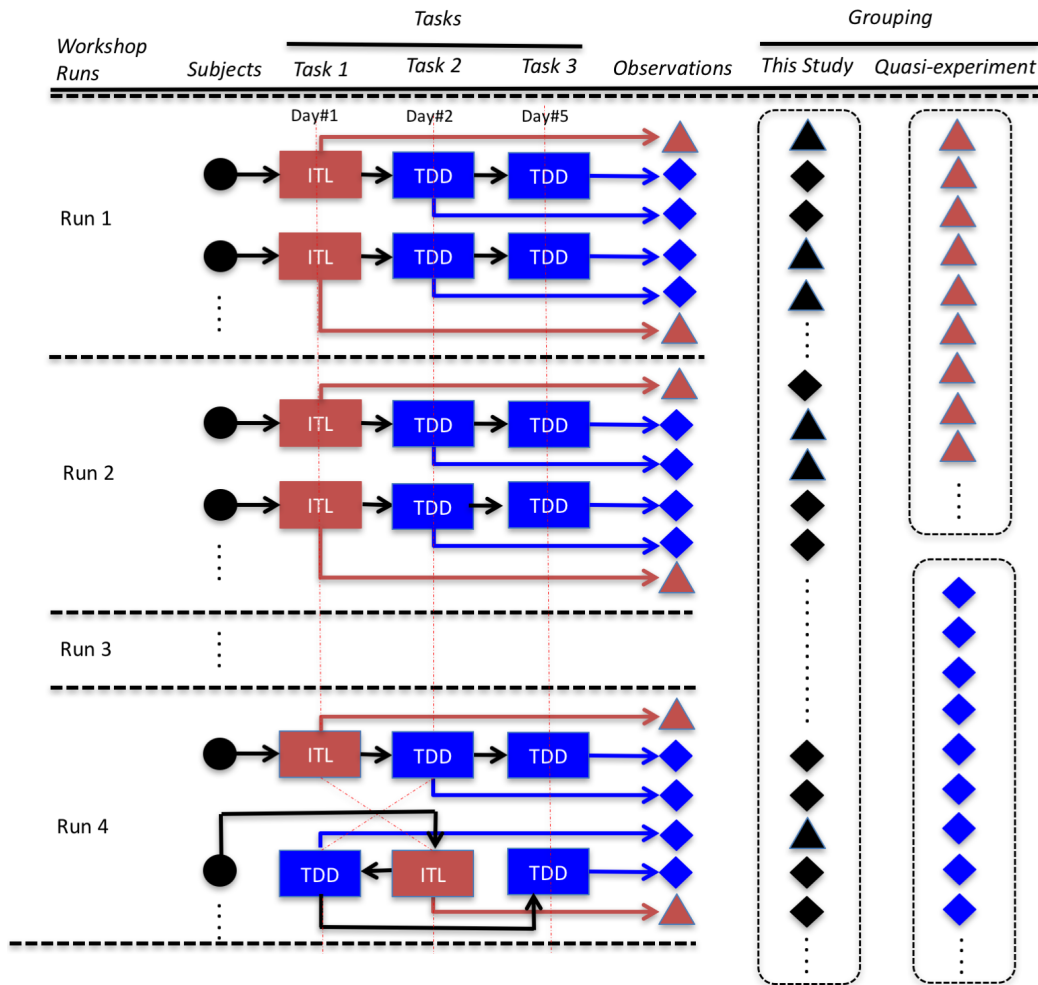 Tasks
Grouping
Workshop
Runs
Subjects
Task 1
Task 2
Task 3
Observations
This Study
Quasi-experiment
Day#1
Day#2
Day#5
ITL
TDD
TDD
Run 1
ITL
TDD
TDD
ITL
TDD
TDD
Run 2
ITL
TDD
TDD
Run 3
ITL
TDD
TDD
Run 4
TDD
ITL
TDD